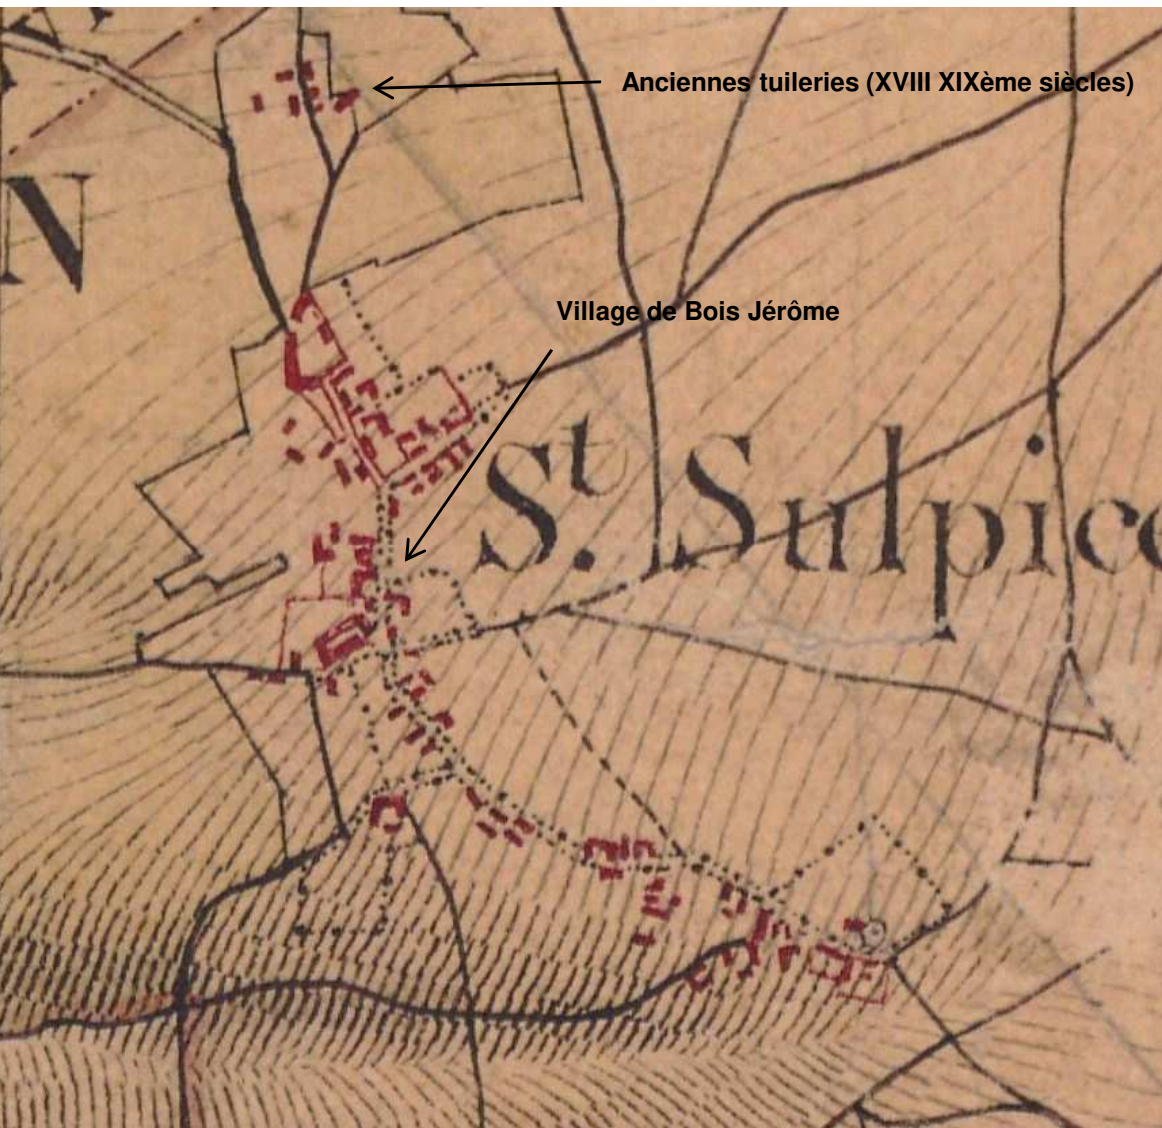 Anciennes tuileries (XVIII XIXème siècles)
N
Village de Bois Jérôme
St. Sulpice